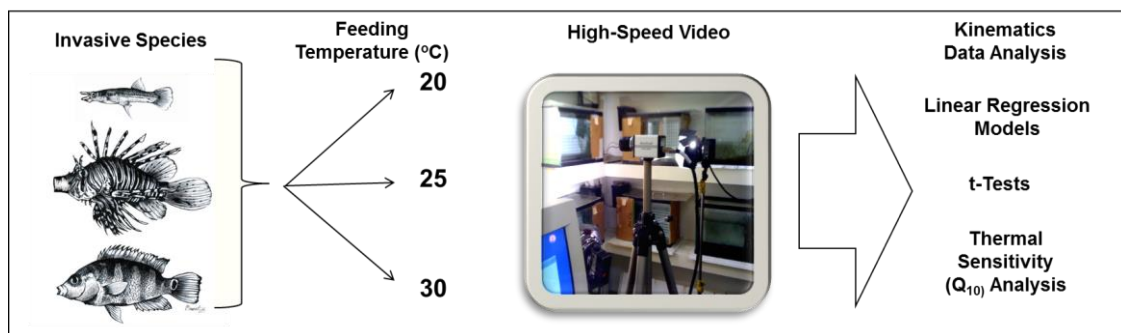 Invasive Species
Feeding
Temperature (°C)
20
25
30
High-Speed Video
Kinematics
Data Analysis
Linear Regression
Models
t-Tests
Thermal
Sensitivity
(Q₁₀) Analysis